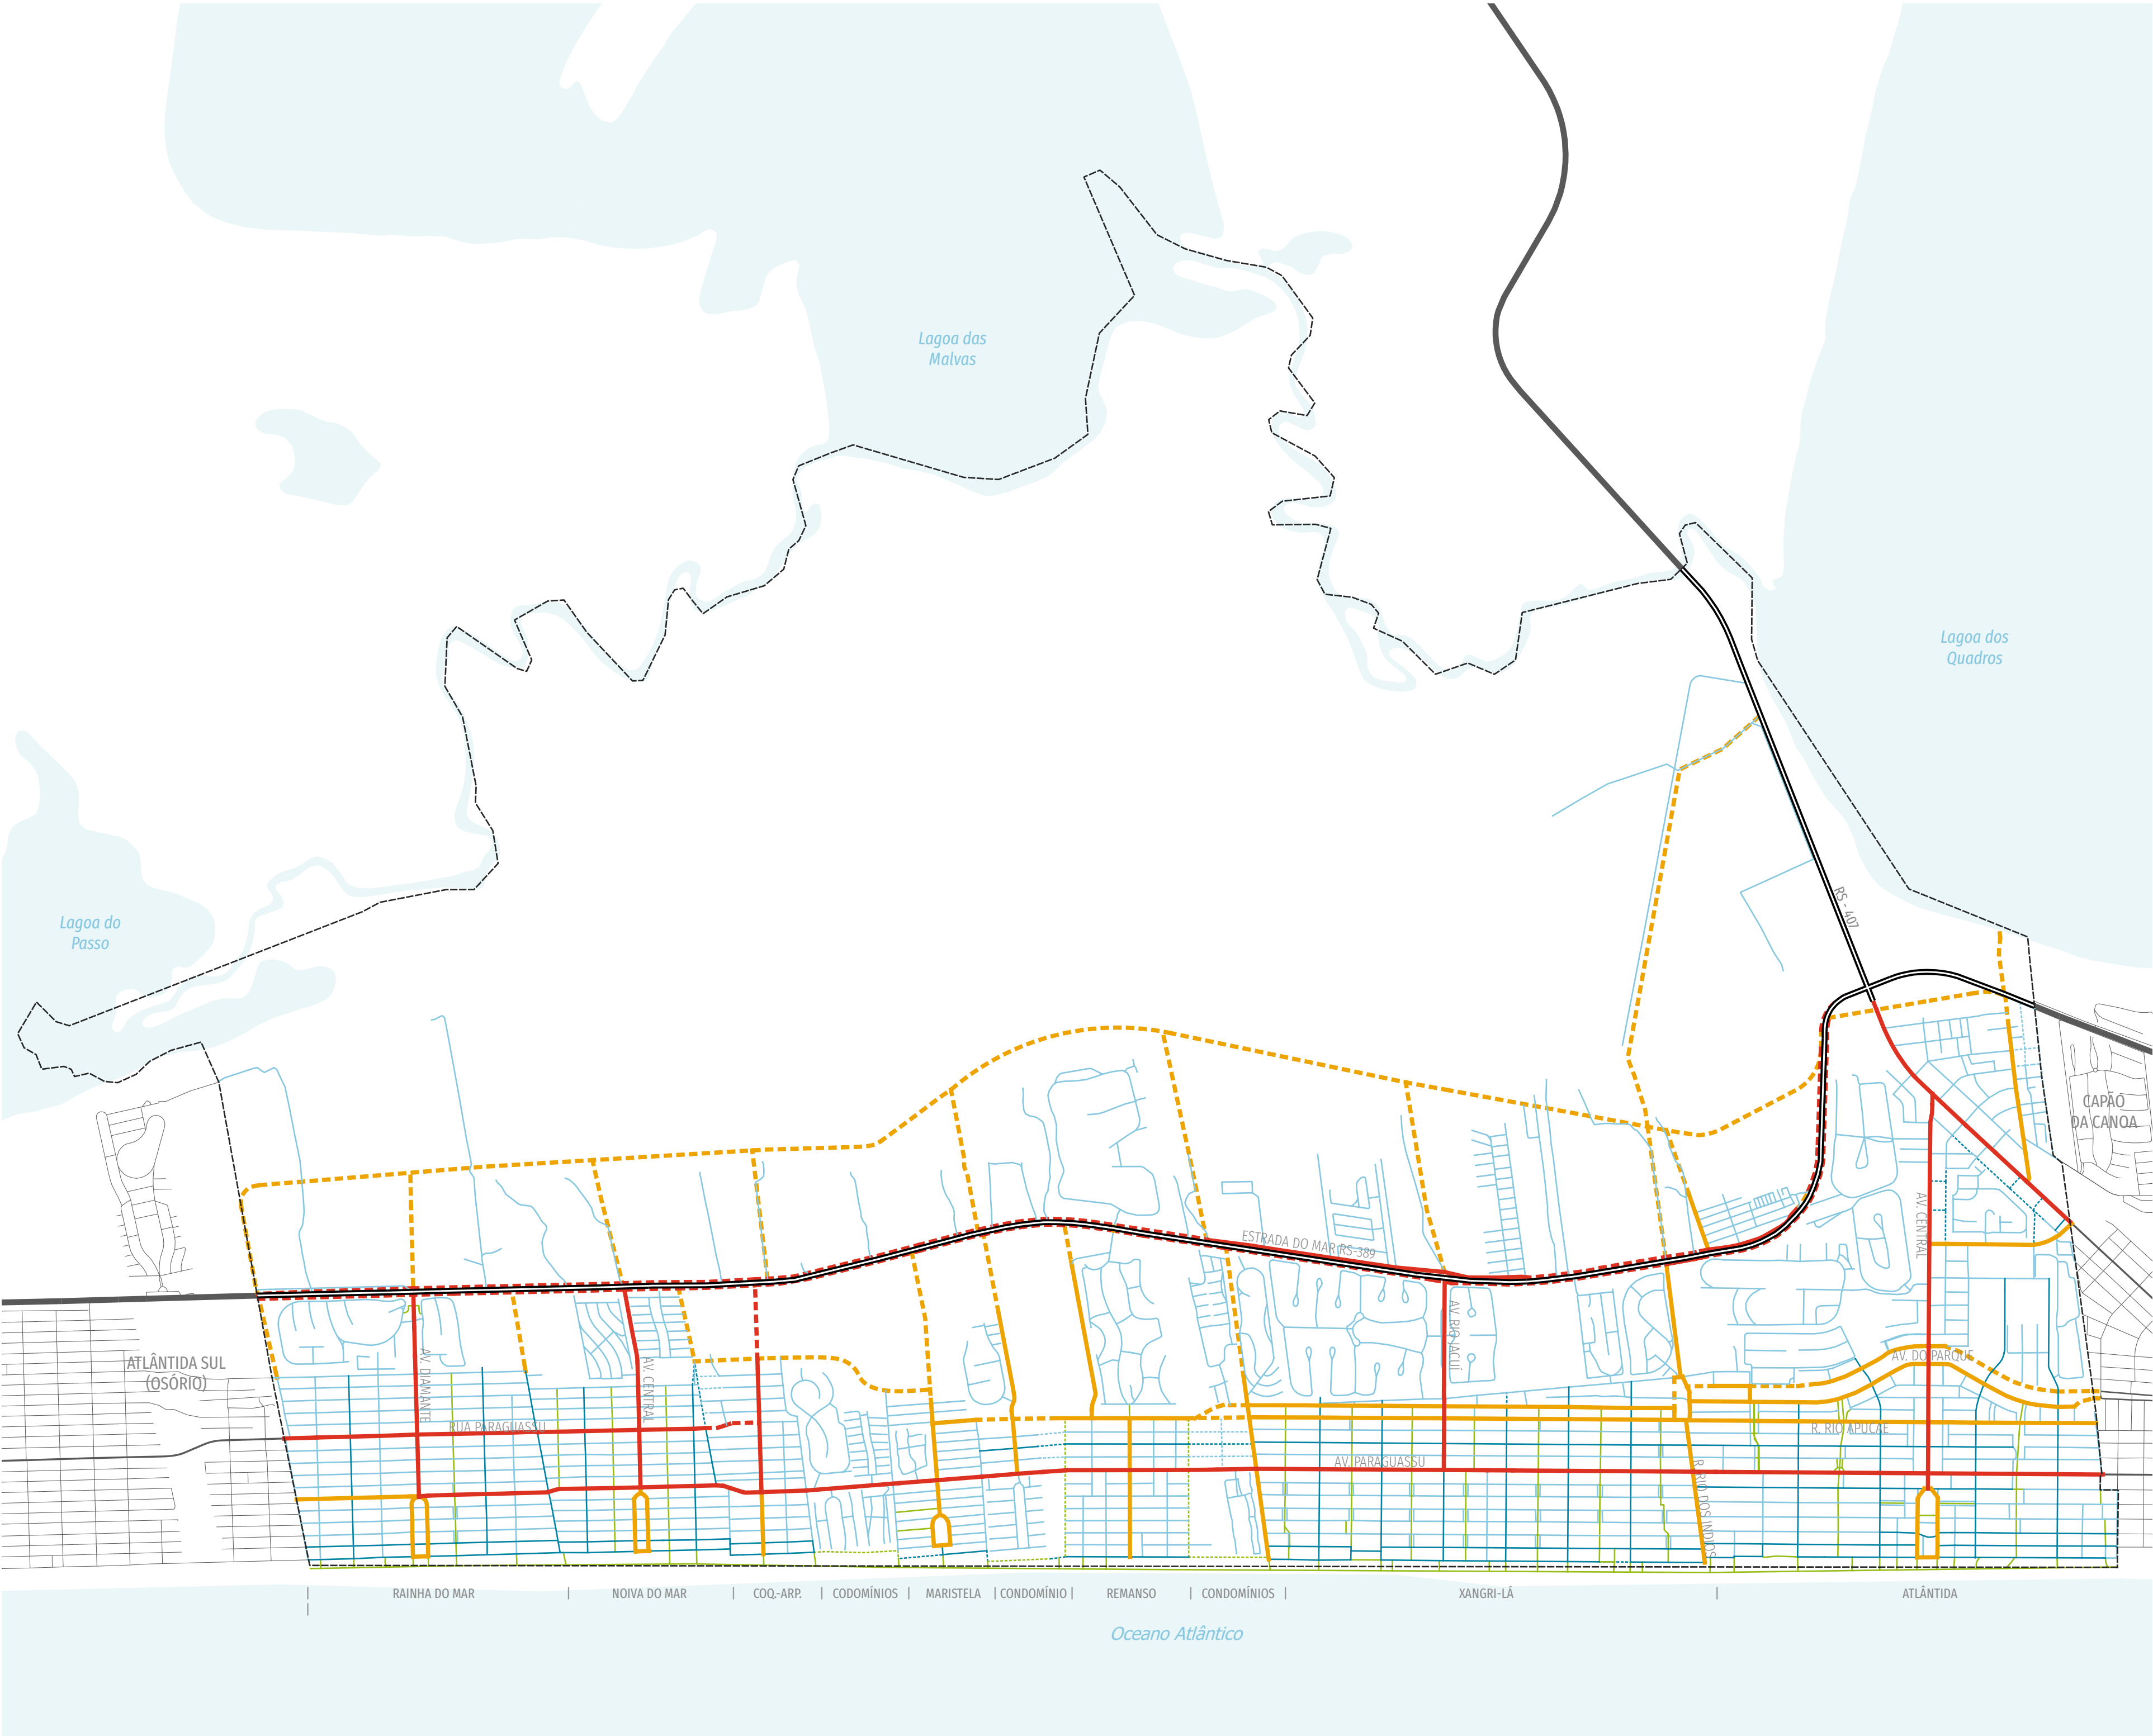 Lagoa das
Malvas
Lagoa dos
Quadros
Lagoa do
Passo
RS - 407
CAPÃO
DA CANOA
AV. CENTRAL
ESTRADA DO MAR RS-389
ATLÂNTIDA SUL
(OSÓRIO)
AV. DIAMANTE
AV. CENTRAL
AV. RIO JACUÍ
AV. DO PARQUE
RUA PARAGUASSU
R. RIO APUCAE
AV. PARAGUASSU
R. RIO DOS INDIOS
| RAINHA DO MAR | NOIVA DO MAR | COQ.-ARP. | CODOMÍNIOS | MARISTELA | CONDOMÍNIO | REMANSO | CONDOMÍNIOS | XANGRI-LÁ | ATLÂNTIDA
Oceano Atlântico